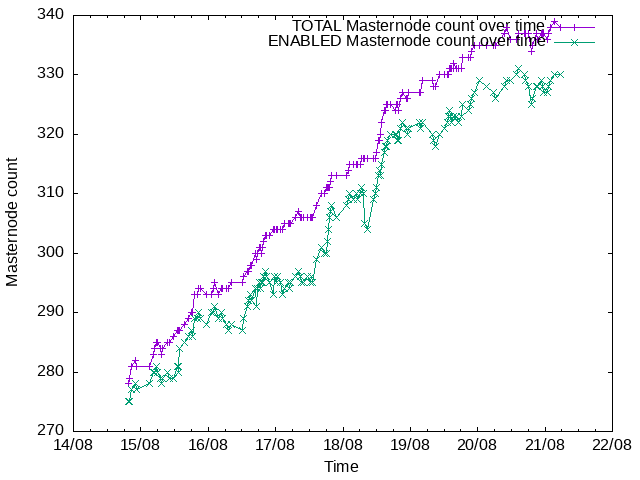 340
330
320
310
300
290
280
270
Masternode count
TOTAL Masternode count over time
ENABLED Masternode count over time
14/08 15/08 16/08 17/08 18/08 19/08 20/08 21/08 22/08
Time